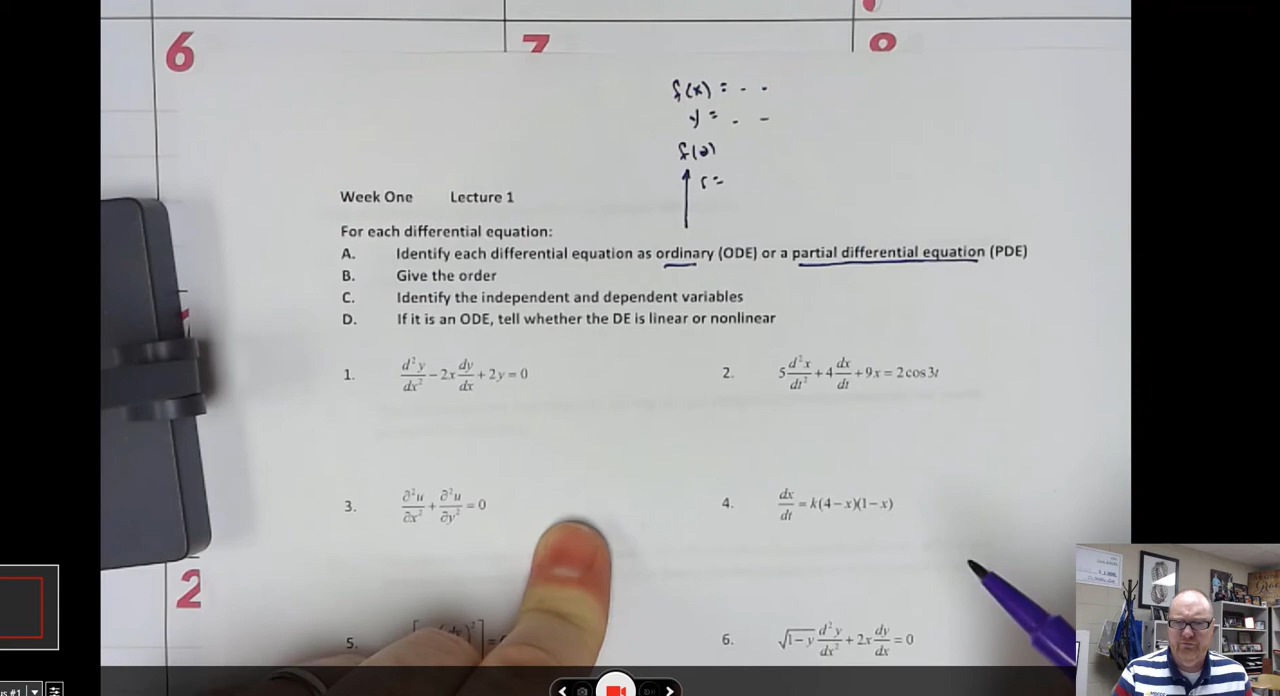 6 7 8
f(x) = - -
y = - -
f(2)
r =
Week One Lecture 1
For each differential equation:
A. Identify each differential equation as ordinary (ODE) or a partial differential equation (PDE)
B. Give the order
C. Identify the independent and dependent variables
D. If it is an ODE, tell whether the DE is linear or nonlinear
1. d²y/dx² − 2x dy/dx + 2y = 0 2. 5 d²x/dt² + 4 dx/dt + 9x = 2cos3t
3. ∂²u/∂x² + ∂²u/∂y² = 0 4. dx/dt = k(4−x)(1−x)
2
5. 6. √1−y d²y/dx² + 2x dy/dx = 0